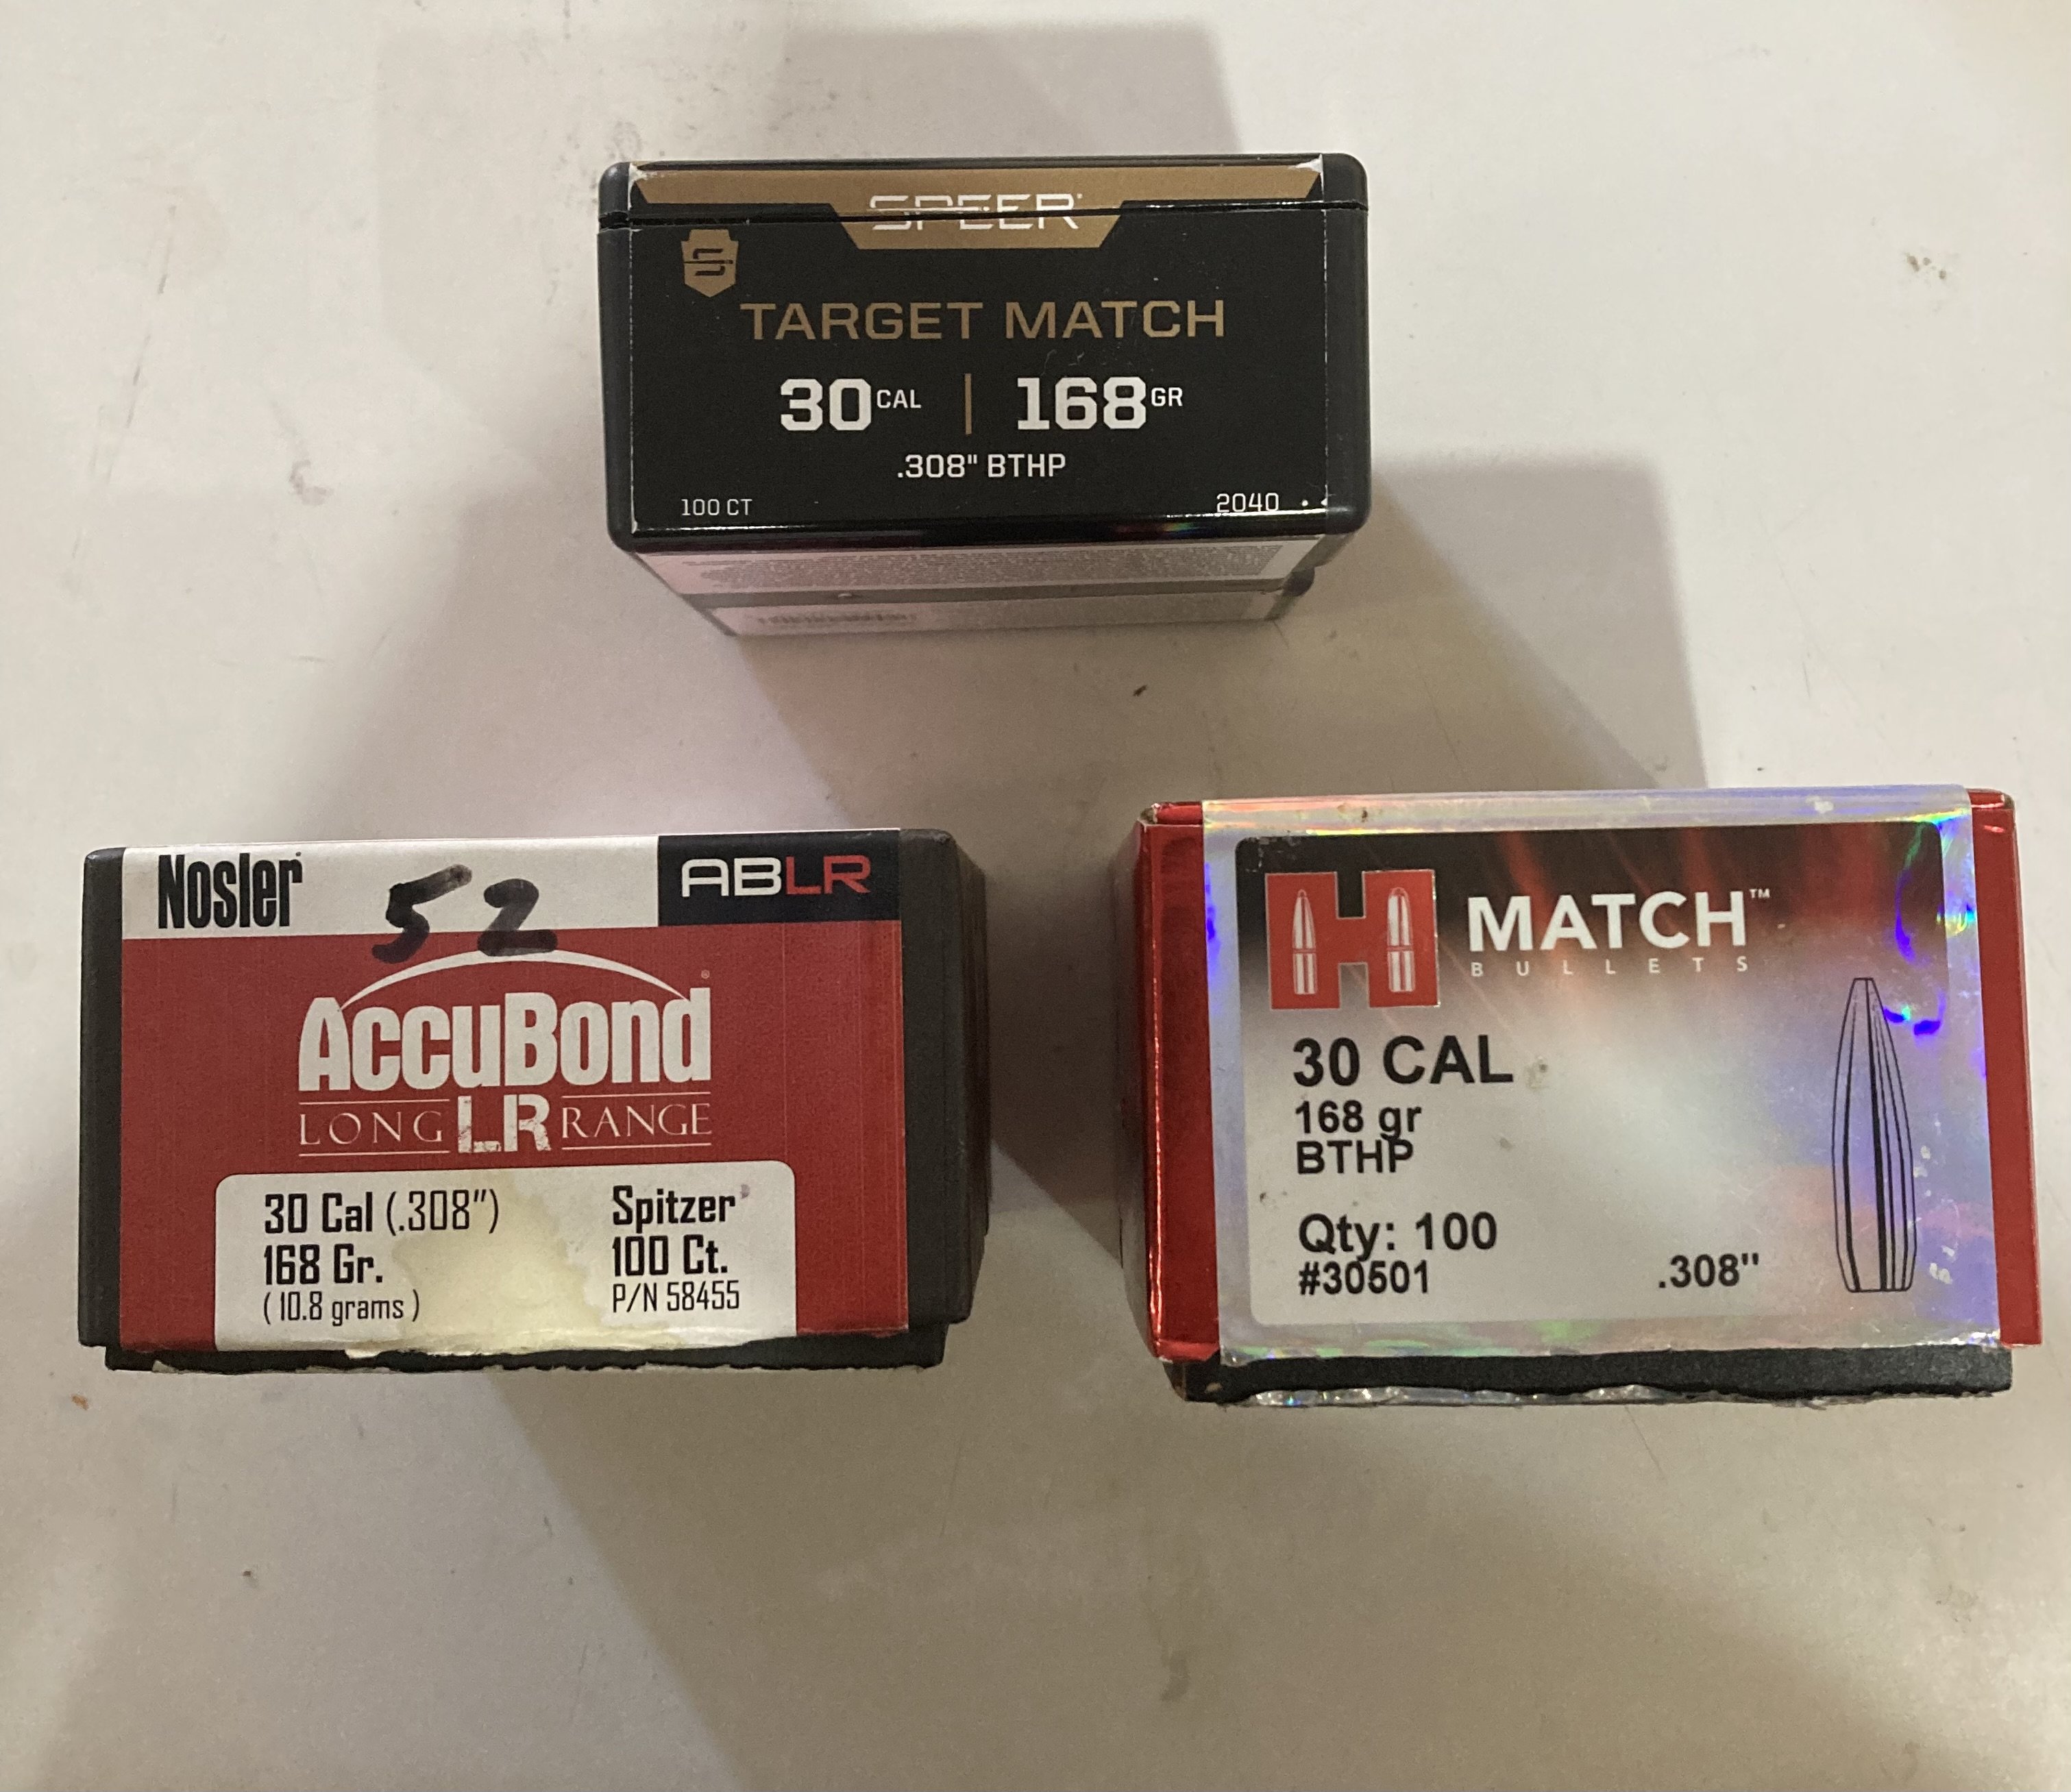 SPEER
TARGET MATCH
30 CAL | 168 GR
.308" BTHP
100 CT 2040
Nosler® 52 ABLR
AccuBond®
LONG LR RANGE
30 Cal (.308")
168 Gr.
(10.8 grams)
Spitzer
100 Ct.
P/N 58455
H MATCH™
BULLETS
30 CAL
168 gr
BTHP
Qty: 100
#30501 .308"